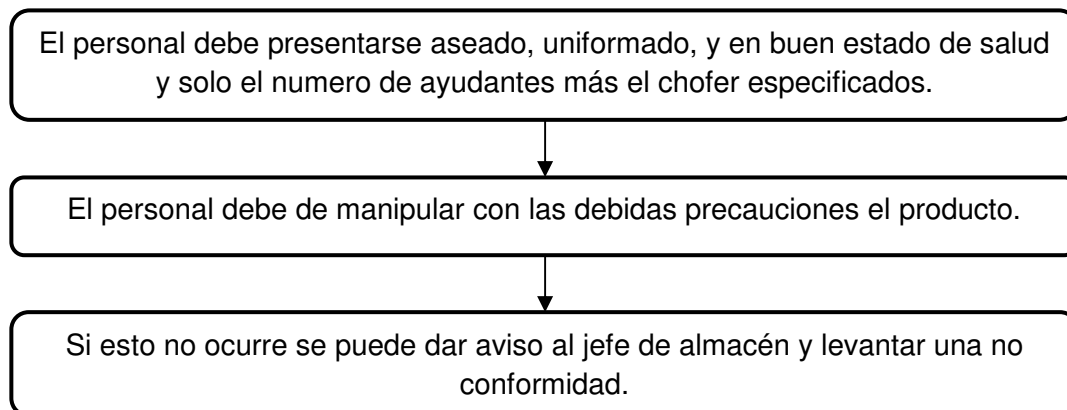 El personal debe presentarse aseado, uniformado, y en buen estado de salud
y solo el numero de ayudantes más el chofer especificados.
El personal debe de manipular con las debidas precauciones el producto.
Si esto no ocurre se puede dar aviso al jefe de almacén y levantar una no
conformidad.